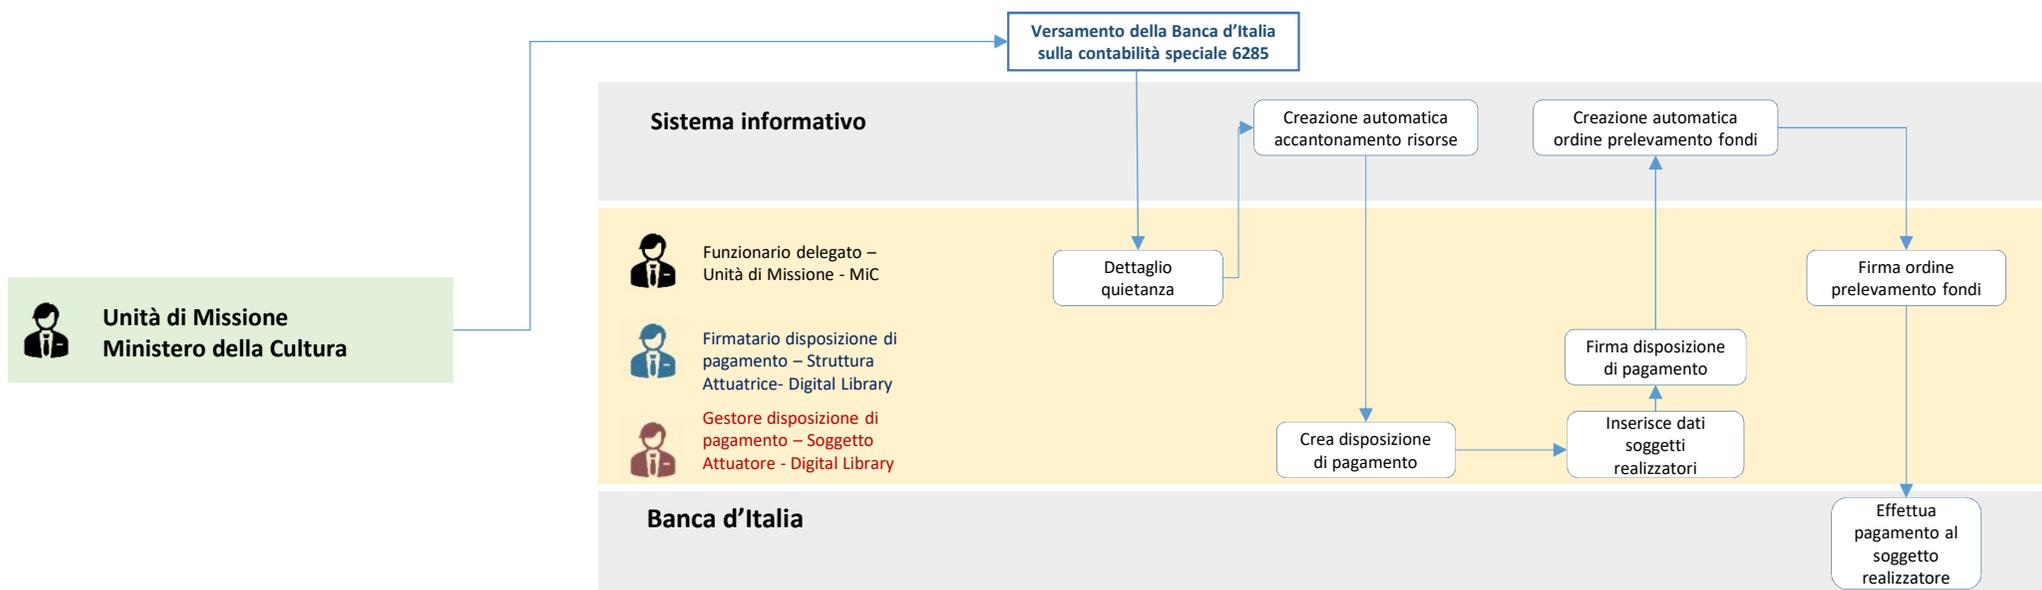 Versamento della Banca d’Italia
sulla contabilità speciale 6285
Sistema informativo
Creazione automatica
accantonamento risorse
Creazione automatica
ordine prelevamento fondi
Unità di Missione
Ministero della Cultura
Funzionario delegato –
Unità di Missione - MiC
Dettaglio
quietanza
Firma ordine
prelevamento fondi
Firmatario disposizione di
pagamento – Struttura
Attuatrice- Digital Library
Firma disposizione
di pagamento
Gestore disposizione di
pagamento – Soggetto
Attuatore - Digital Library
Crea disposizione
di pagamento
Inserisce dati
soggetti
realizzatori
Banca d’Italia
Effettua
pagamento al
soggetto
realizzatore